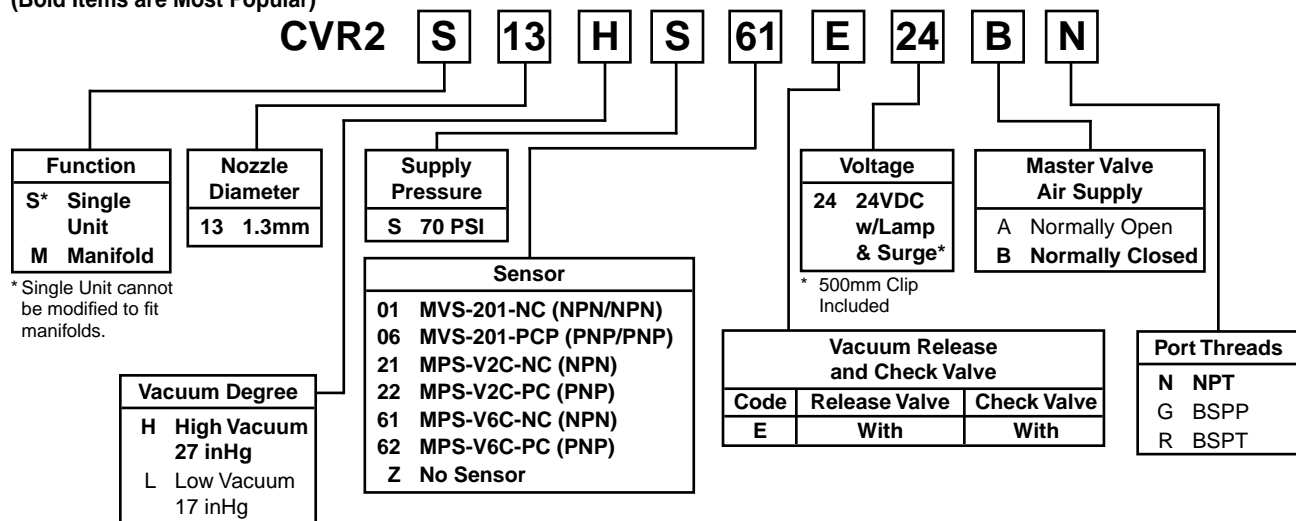 (Bold Items are Most Popular)
CVR2 S 13 H S 61 E 24 B N
Function
S* Single
Unit
M Manifold
* Single Unit cannot
be modified to fit
manifolds.
Nozzle
Diameter
13 1.3mm
Supply
Pressure
S 70 PSI
Voltage
24 24VDC
w/Lamp
& Surge*
* 500mm Clip
Included
Master Valve
Air Supply
A Normally Open
B Normally Closed
Sensor
01 MVS-201-NC (NPN/NPN)
06 MVS-201-PCP (PNP/PNP)
21 MPS-V2C-NC (NPN)
22 MPS-V2C-PC (PNP)
61 MPS-V6C-NC (NPN)
62 MPS-V6C-PC (PNP)
Z No Sensor
Vacuum Degree
H High Vacuum
27 inHg
L Low Vacuum
17 inHg
Vacuum Release
and Check Valve
Code Release Valve Check Valve
E With With
Port Threads
N NPT
G BSPP
R BSPT